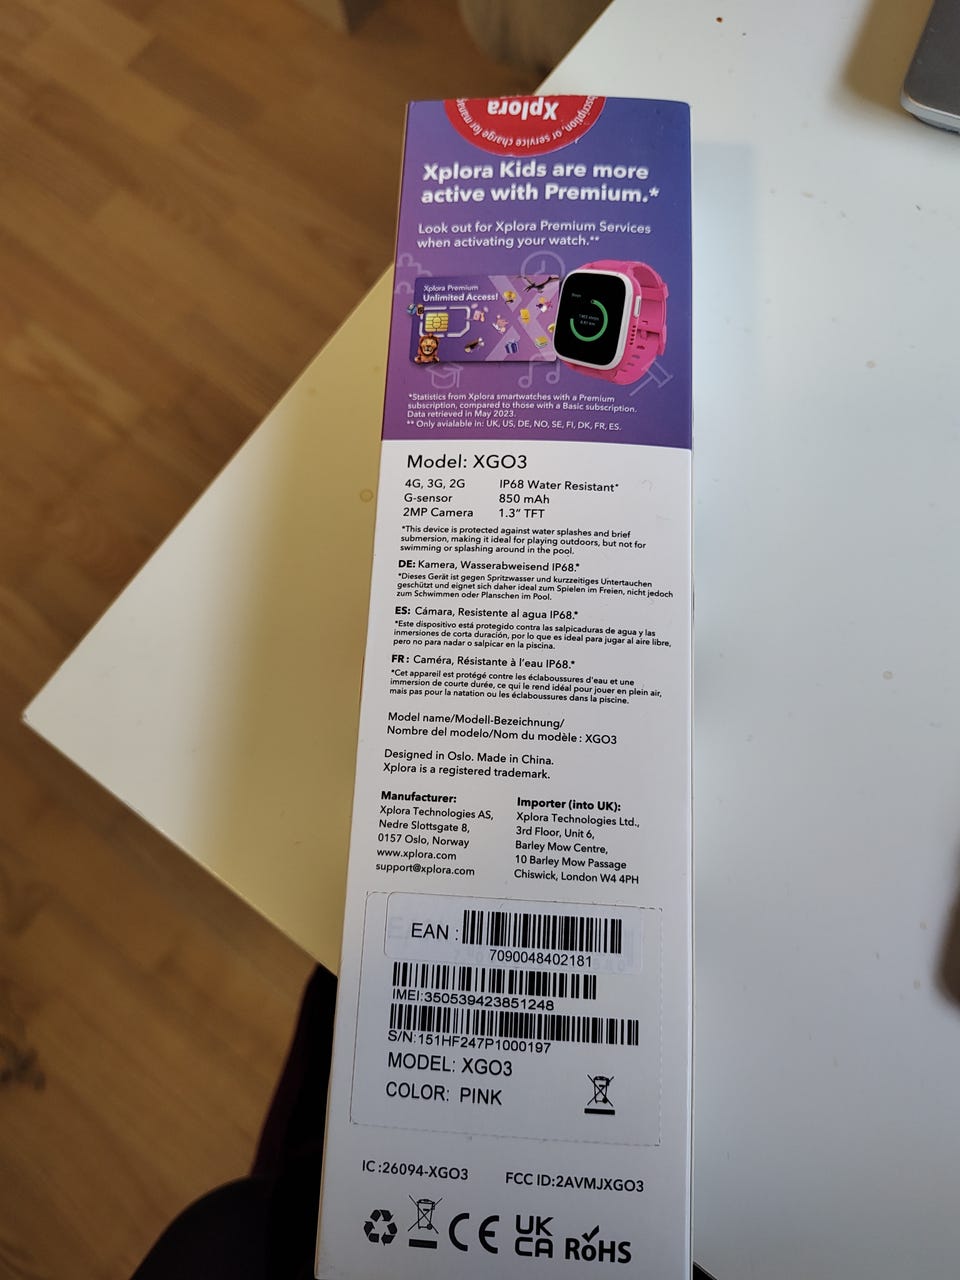 Xplora
bscription, or service charge for manag
Xplora Kids are more
active with Premium.*
Look out for Xplora Premium Services
when activating your watch.**
Xplora Premium
Unlimited Access!
Steps
*Statistics from Xplora smartwatches with a Premium
subscription, compared to those with a Basic subscription.
Data retrieved in May 2023.
** Only avialable in: UK, US, DE, NO, SE, FI, DK, FR, ES.
Model: XGO3
4G, 3G, 2G IP68 Water Resistant*
G-sensor 850 mAh
2MP Camera 1.3” TFT
*This device is protected against water splashes and brief
submersion, making it ideal for playing outdoors, but not for
swimming or splashing around in the pool.
DE: Kamera, Wasserabweisend IP68.*
*Dieses Gerät ist gegen Spritzwasser und kurzzeitiges Untertauchen
geschützt und eignet sich daher ideal zum Spielen im Freien, nicht jedoch
zum Schwimmen oder Planschen im Pool.
ES: Cámara, Resistente al agua IP68.*
*Este dispositivo está protegido contra las salpicaduras de agua y las
inmersiones de corta duración, por lo que es ideal para jugar al aire libre,
pero no para nadar o salpicar en la piscina.
FR: Caméra, Résistante à l’eau IP68.*
*Cet appareil est protégé contre les éclaboussures d'eau et une
immersion de courte durée, ce qui le rend idéal pour jouer en plein air,
mais pas pour la natation ou les éclaboussures dans la piscine.
Model name/Modell-Bezeichnung/
Nombre del modelo/Nom du modèle : XGO3
Designed in Oslo. Made in China.
Xplora is a registered trademark.
Manufacturer:
Xplora Technologies AS,
Nedre Slottsgate 8,
0157 Oslo, Norway
www.xplora.com
support@xplora.com
Importer (into UK):
Xplora Technologies Ltd.,
3rd Floor, Unit 6,
Barley Mow Centre,
10 Barley Mow Passage
Chiswick, London W4 4PH
EAN :
7090048402181
IMEI:350539423851248
S/N:151HF247P1000197
MODEL: XGO3
COLOR: PINK
IC :26094-XGO3 FCC ID:2AVMJXGO3
CE UK
CA RoHS